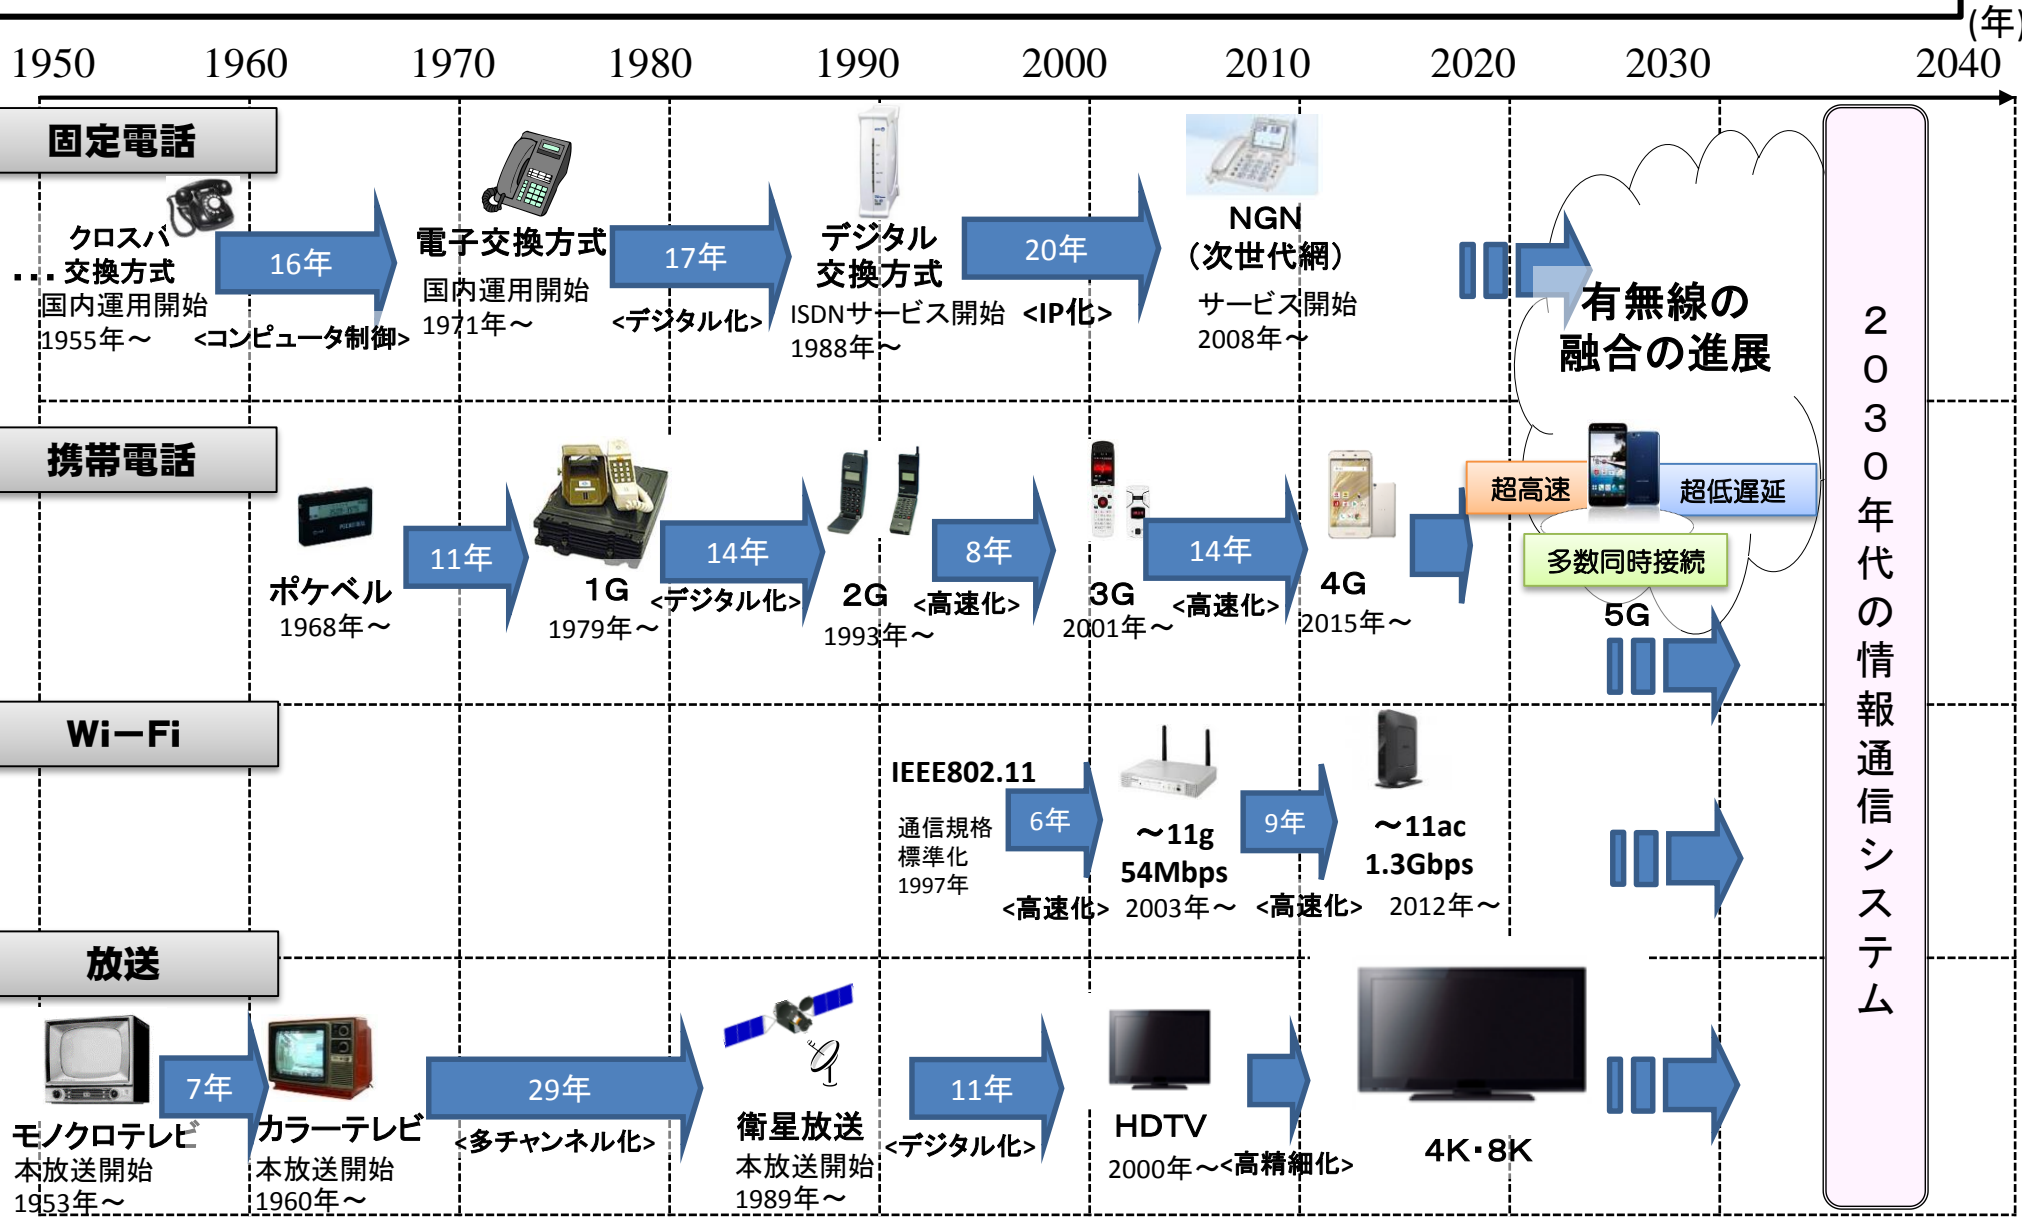 (年)
1950 1960 1970 1980 1990 2000 2010 2020 2030 2040
固定電話
クロスバ
…交換方式
国内運用開始
1955年～
16年
<コンピュータ制御>
電子交換方式
国内運用開始
1971年～
17年
<デジタル化>
デジタル
交換方式
ISDNサービス開始
1988年～
20年
<IP化>
NGN
（次世代網）
サービス開始
2008年～
有無線の
融合の進展
携帯電話
ポケベル
1968年～
11年
1G
1979年～
14年
<デジタル化>
2G
1993年～
8年
<高速化>
3G
2001年～
14年
<高速化>
4G
2015年～
超高速
超低遅延
多数同時接続
5G
Wi－Fi
IEEE802.11
通信規格
標準化
1997年
6年
<高速化>
～11g
54Mbps
2003年～
9年
<高速化>
～11ac
1.3Gbps
2012年～
放送
モノクロテレビ
本放送開始
1953年～
7年
カラーテレビ
本放送開始
1960年～
29年
<多チャンネル化>
衛星放送
本放送開始
1989年～
11年
<デジタル化>
HDTV
2000年～
<高精細化>
4K・8K
２０３０年代の情報通信システム